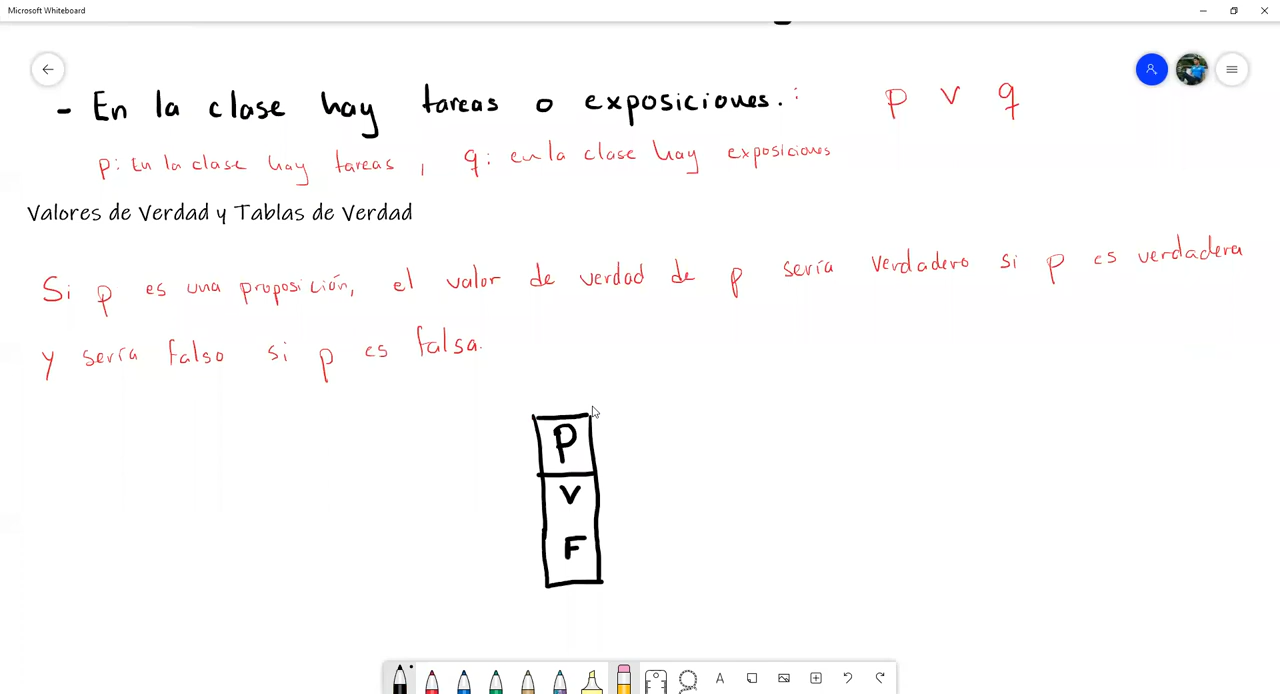 Microsoft Whiteboard
- En la clase hay tareas o exposiciones. : p v q
p: En la clase hay tareas, q: en la clase hay exposiciones
Valores de Verdad y Tablas de Verdad
Si p es una proposición, el valor de verdad de p sería verdadero si p es verdadera
y sería falso si p es falsa.
P
V
F
A